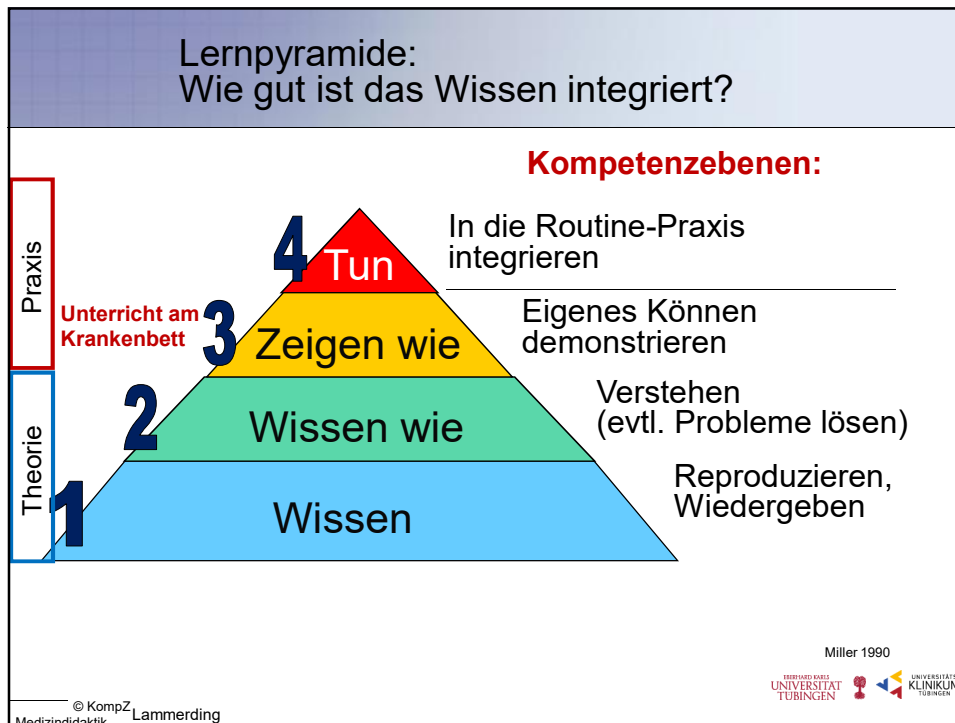 Lernpyramide:
Wie gut ist das Wissen integriert?
Kompetenzebenen:
Praxis
Theorie
Unterricht am
Krankenbett
4
Tun
In die Routine-Praxis
integrieren
3
Zeigen wie
Eigenes Können
demonstrieren
2
Wissen wie
Verstehen
(evtl. Probleme lösen)
1
Wissen
Reproduzieren,
Wiedergeben
Miller 1990
EBERHARD KARLS
UNIVERSITÄT
TÜBINGEN
UNIVERSITÄTS
KLINIKUM
TÜBINGEN
© KompZ
Medizindidaktik
Lammerding